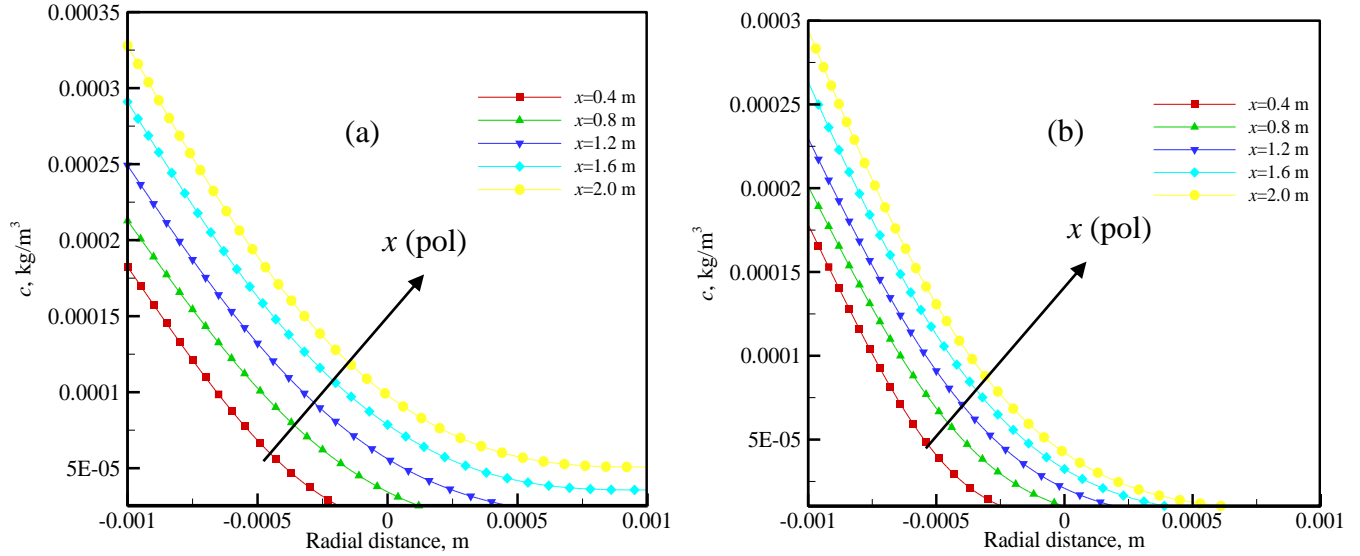 0.00035
0.0003
0.00025
0.0002
0.00015
0.0001
5E-05
c, kg/m³
-0.001
-0.0005
0
0.0005
0.001
Radial distance, m
(a)
x=0.4 m
x=0.8 m
x=1.2 m
x=1.6 m
x=2.0 m
x (pol)
0.0003
0.00025
0.0002
0.00015
0.0001
5E-05
c, kg/m³
-0.001
-0.0005
0
0.0005
0.001
Radial distance, m
(b)
x=0.4 m
x=0.8 m
x=1.2 m
x=1.6 m
x=2.0 m
x (pol)